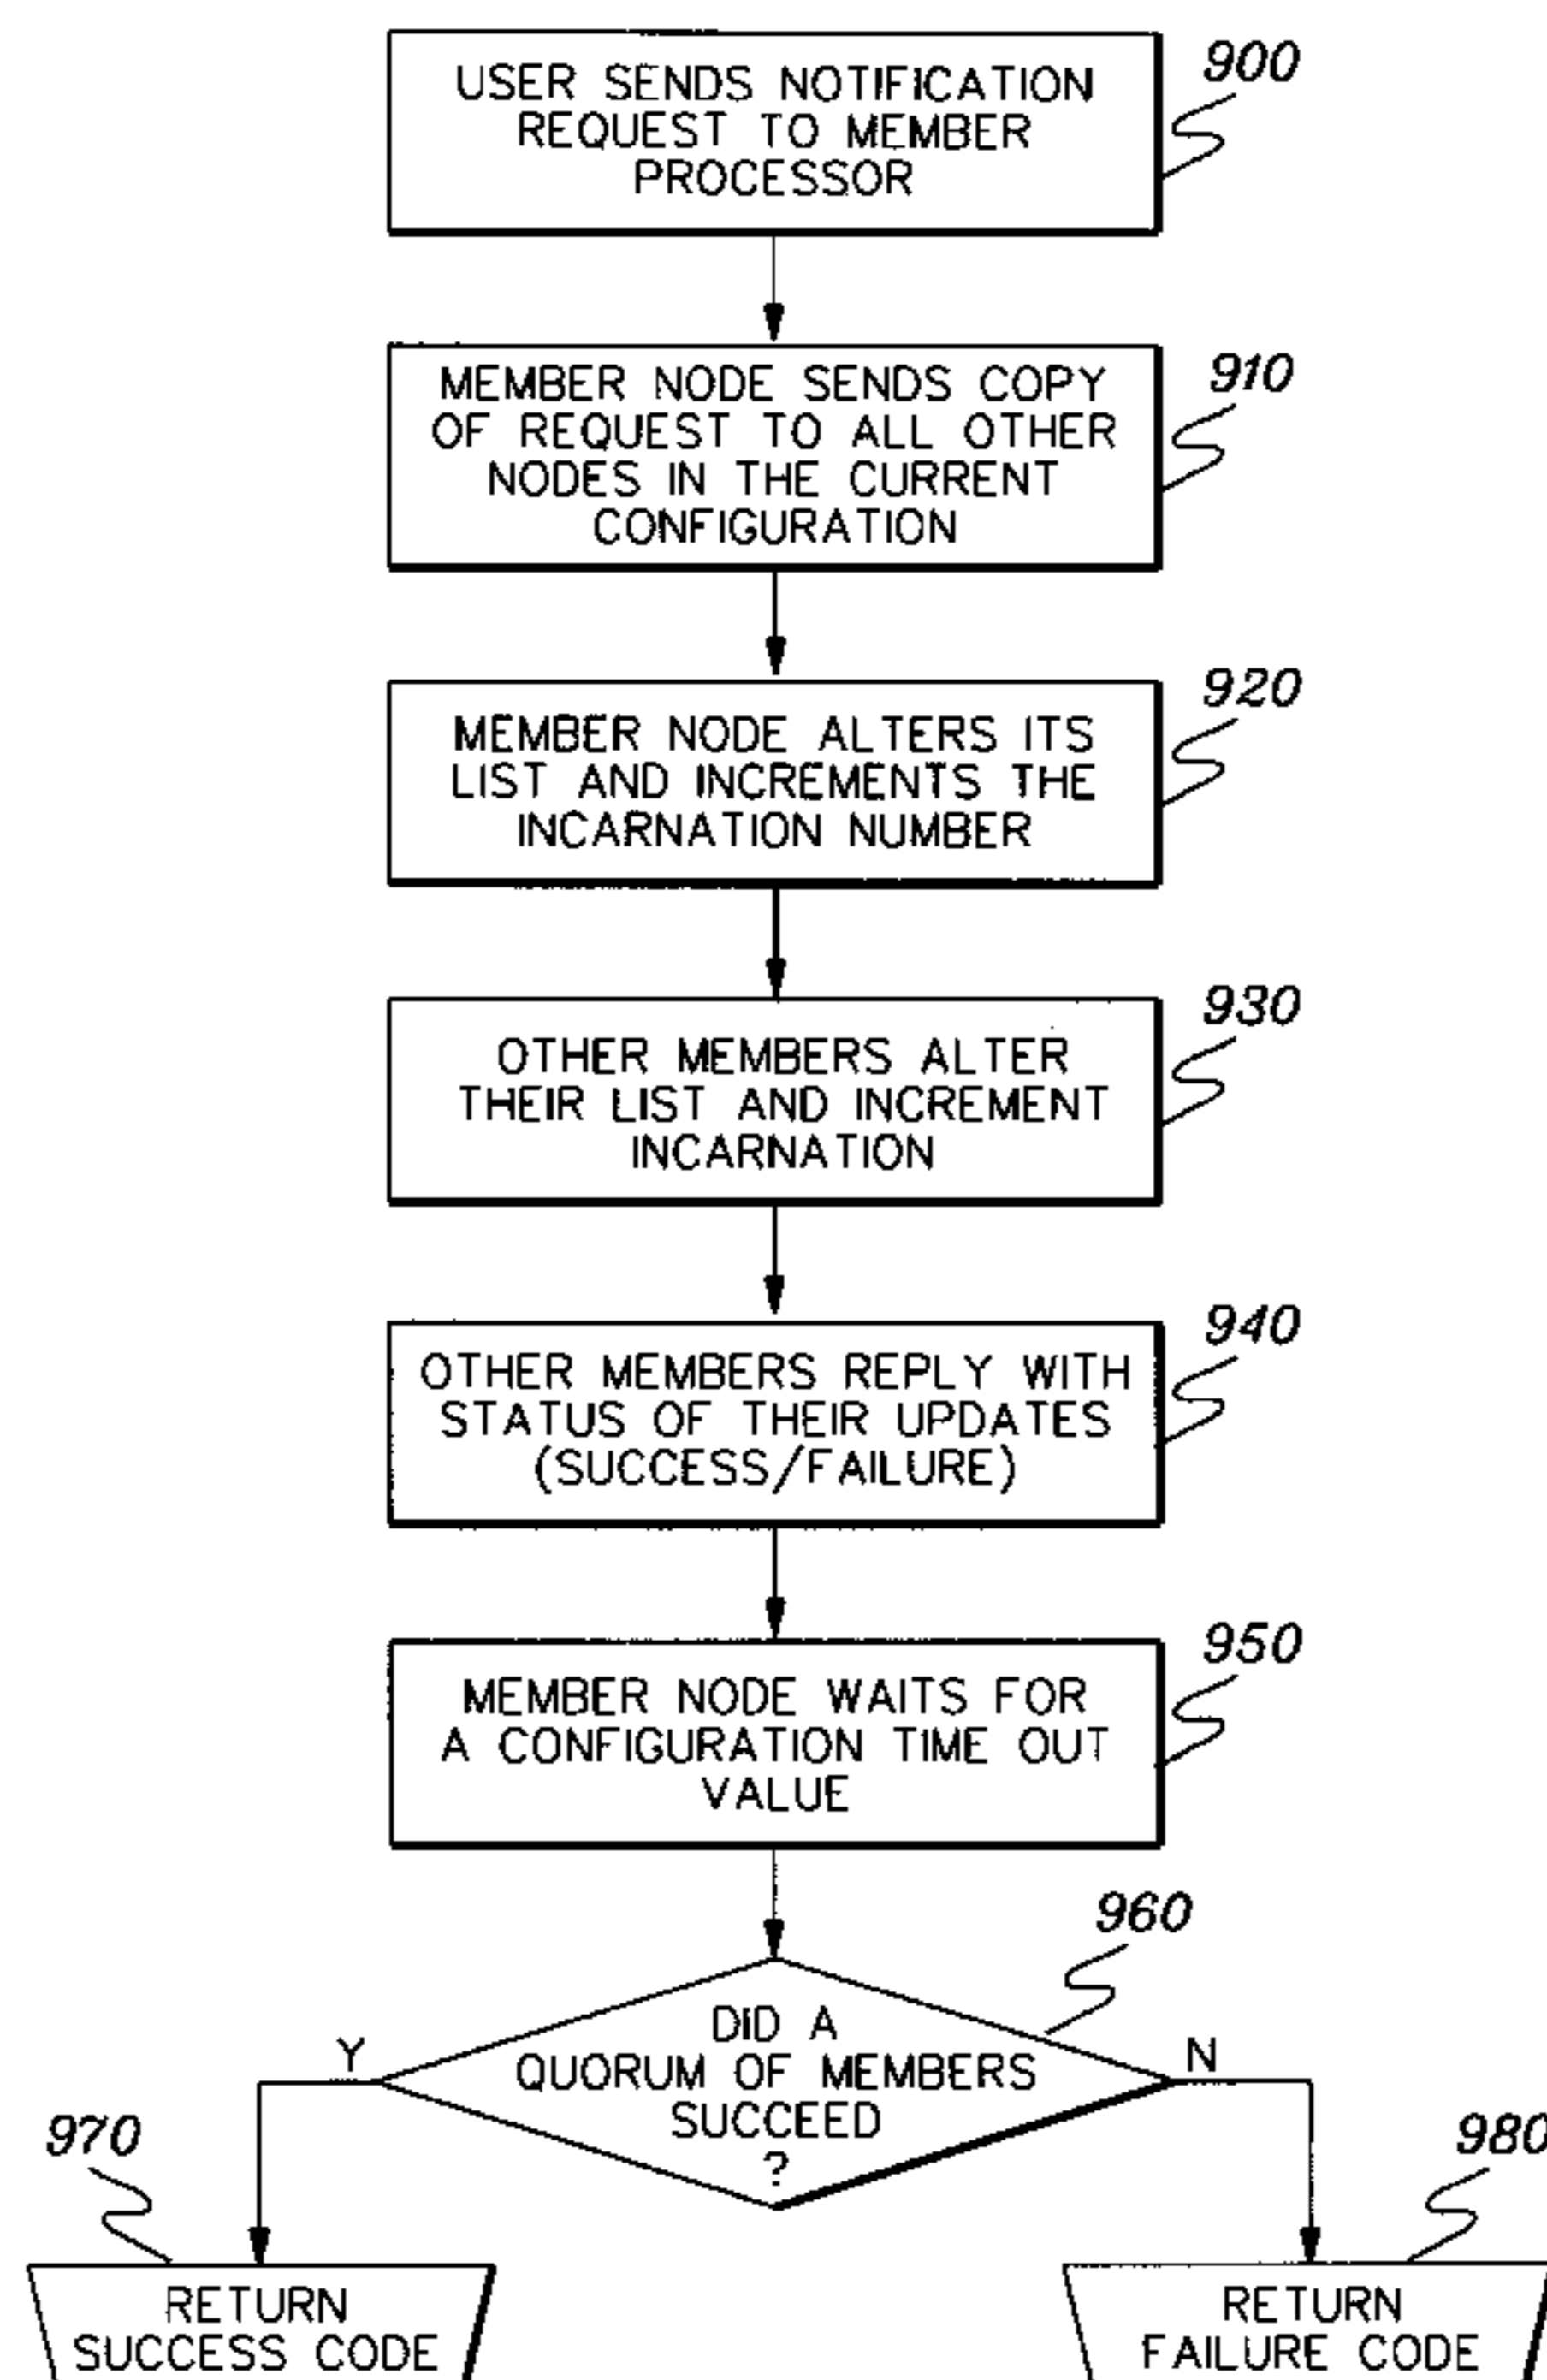 USER SENDS NOTIFICATION
REQUEST TO MEMBER
PROCESSOR
900
MEMBER NODE SENDS COPY
OF REQUEST TO ALL OTHER
NODES IN THE CURRENT
CONFIGURATION
910
MEMBER NODE ALTERS ITS
LIST AND INCREMENTS THE
INCARNATION NUMBER
920
OTHER MEMBERS ALTER
THEIR LIST AND INCREMENT
INCARNATION
930
OTHER MEMBERS REPLY WITH
STATUS OF THEIR UPDATES
(SUCCESS/FAILURE)
940
MEMBER NODE WAITS FOR
A CONFIGURATION TIME OUT
VALUE
950
DID A
QUORUM OF MEMBERS
SUCCEED
?
960
Y
N
970
RETURN
SUCCESS CODE
980
RETURN
FAILURE CODE